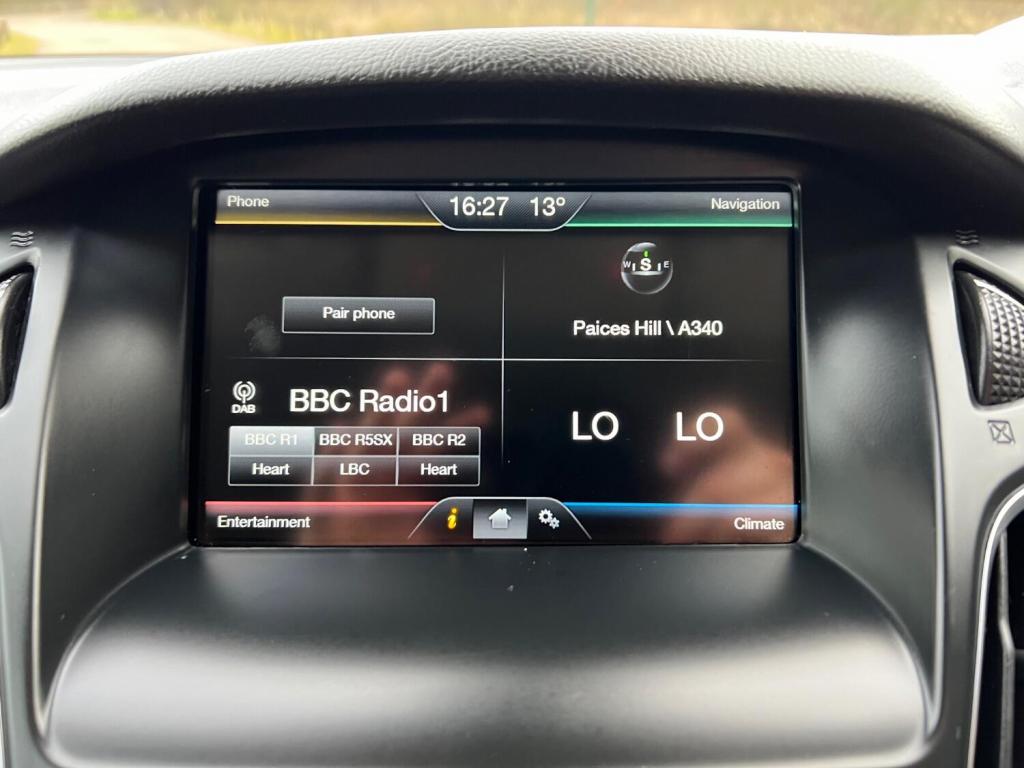 Phone
16:27 13°
Navigation
W S E
Pair phone
Paices Hill \ A340
DAB
BBC Radio1
LO LO
BBC R1 BBC R5SX BBC R2
Heart LBC Heart
Entertainment
i
Climate